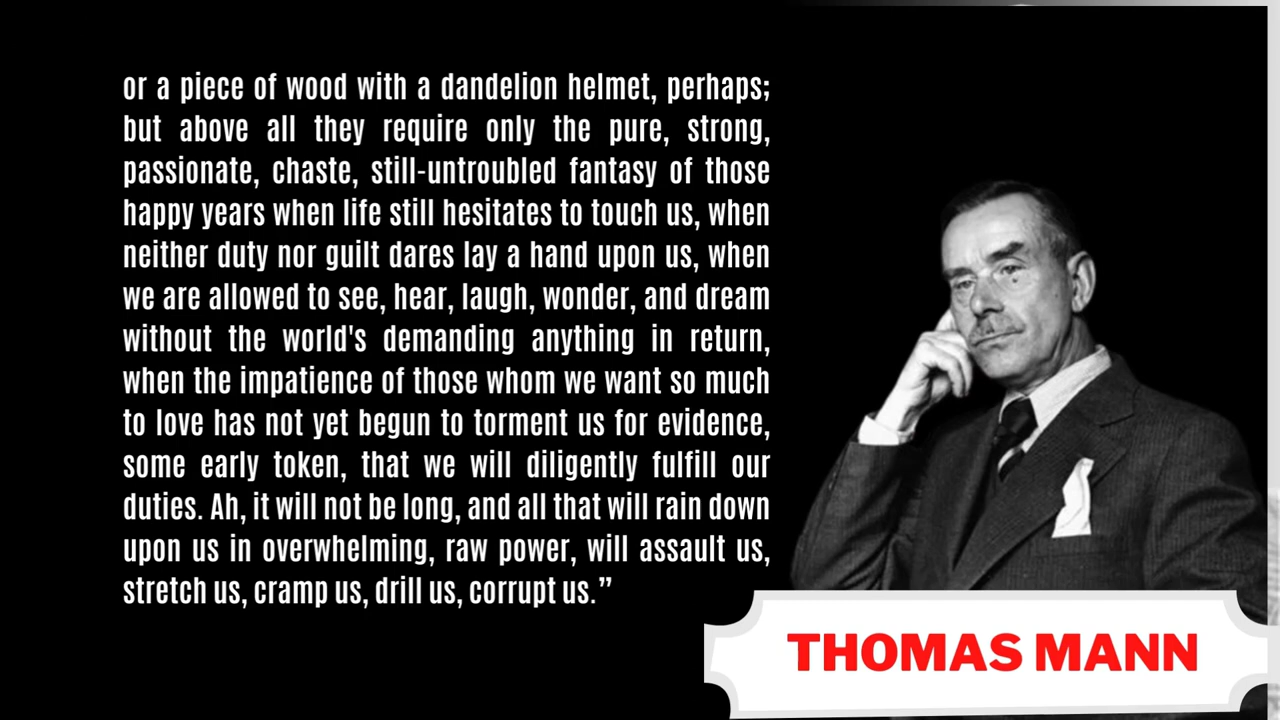 or a piece of wood with a dandelion helmet, perhaps;
but above all they require only the pure, strong,
passionate, chaste, still-untroubled fantasy of those
happy years when life still hesitates to touch us, when
neither duty nor guilt dares lay a hand upon us, when
we are allowed to see, hear, laugh, wonder, and dream
without the world's demanding anything in return,
when the impatience of those whom we want so much
to love has not yet begun to torment us for evidence,
some early token, that we will diligently fulfill our
duties. Ah, it will not be long, and all that will rain down
upon us in overwhelming, raw power, will assault us,
stretch us, cramp us, drill us, corrupt us.”
THOMAS MANN